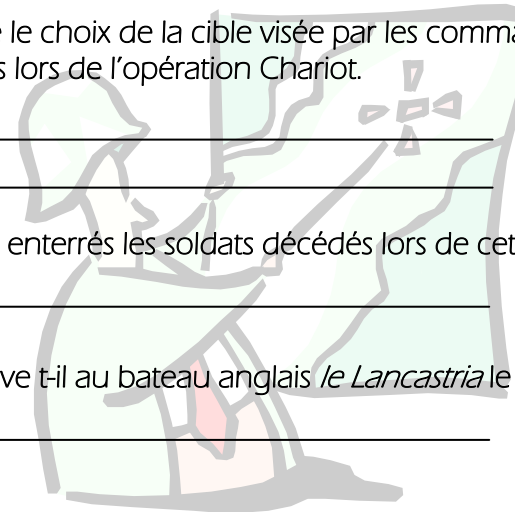 le choix de la cible visée par les comma
s lors de l'opération Chariot.
enterrés les soldats décédés lors de cet
ve t-il au bateau anglais le Lancastria le